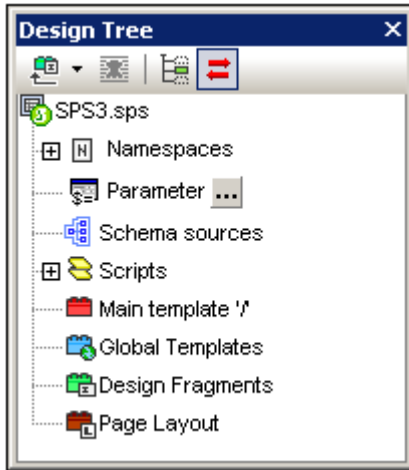 Design Tree
SPS3.sps
Namespaces
Parameter ...
Schema sources
Scripts
Main template '/'
Global Templates
Design Fragments
Page Layout